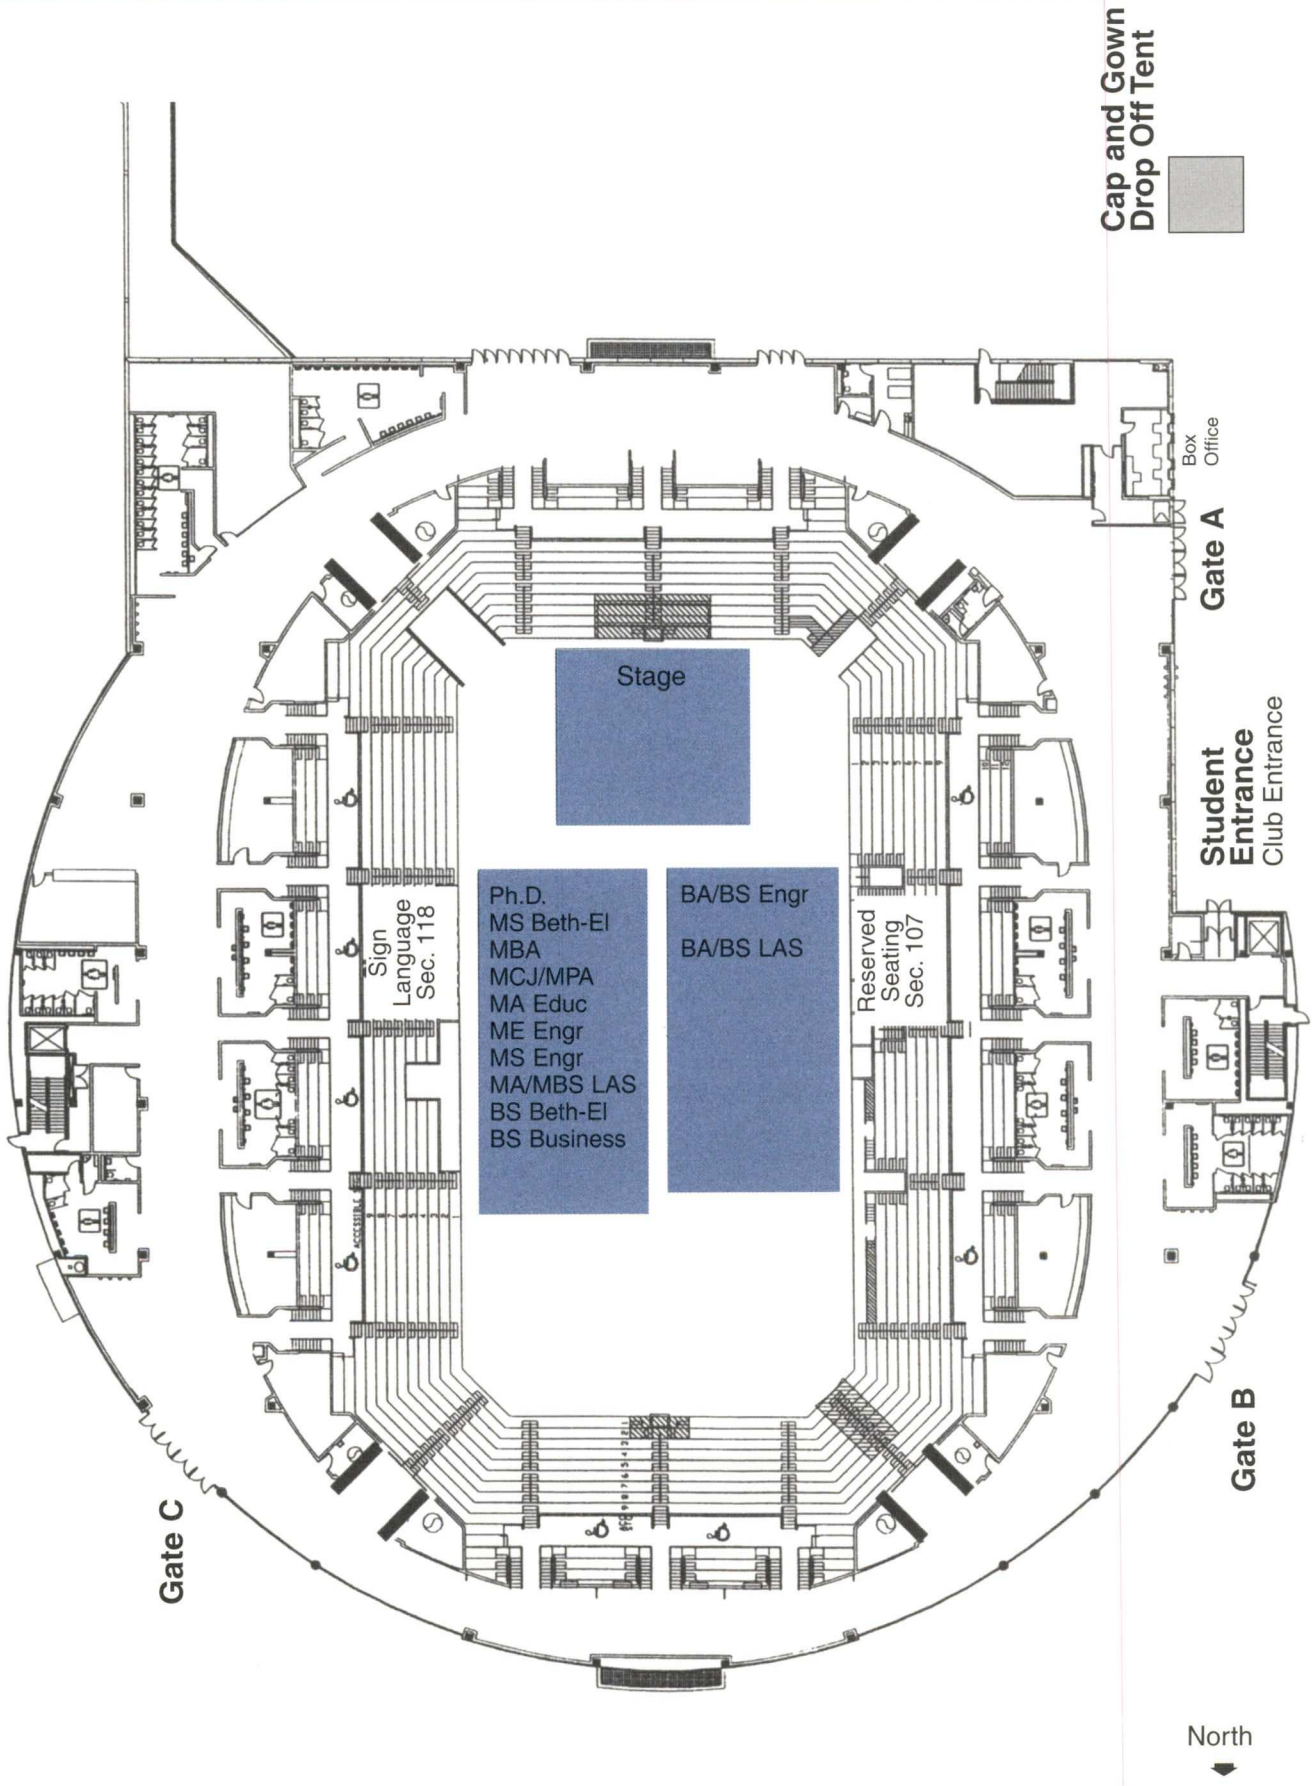 Cap and Gown
Drop Off Tent
Box
Office
Gate A
Stage
Student
Entrance
Club Entrance
Sign
Language
Sec. 118
Ph.D.
MS Beth-El
MBA
MCJ/MPA
MA Educ
ME Engr
MS Engr
MA/MBS LAS
BS Beth-El
BS Business
BA/BS Engr
BA/BS LAS
Reserved
Seating
Sec. 107
ACCESSIBLE
Gate B
Gate C
North